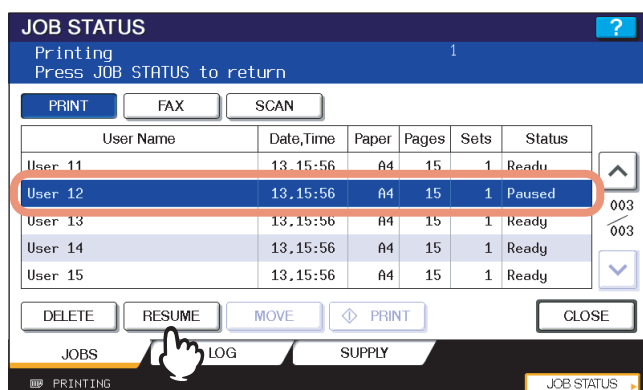 JOB STATUS ?
Printing 1
Press JOB STATUS to return
PRINT FAX SCAN
User Name Date,Time Paper Pages Sets Status
User 11 13,15:56 A4 15 1 Ready
User 12 13,15:56 A4 15 1 Paused
User 13 13,15:56 A4 15 1 Ready
User 14 13,15:56 A4 15 1 Ready
User 15 13,15:56 A4 15 1 Ready
003
003
DELETE RESUME MOVE PRINT CLOSE
JOBS LOG SUPPLY
PRINTING JOB STATUS